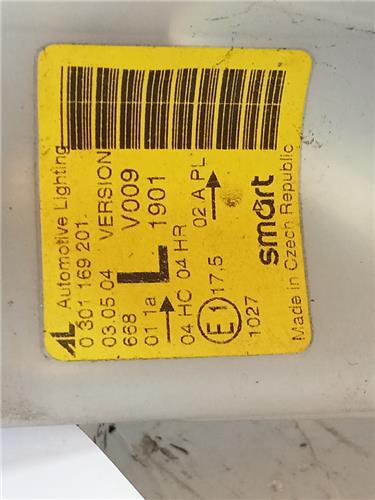 AL Automotive Lighting
0 301 169 201
03.05.04 VERSION
668 L V009
01 1a 1901
04 HC 04 HR 02 A PL
E1 17,5
1027 smart
Made in Czech Republic